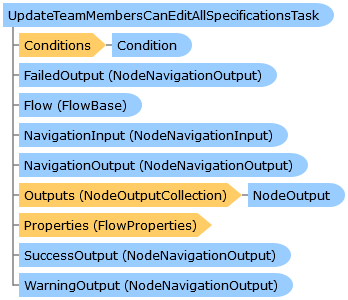 UpdateTeamMembersCanEditAllSpecificationsTask
Conditions Condition
FailedOutput (NodeNavigationOutput)
Flow (FlowBase)
NavigationInput (NodeNavigationInput)
NavigationOutput (NodeNavigationOutput)
Outputs (NodeOutputCollection) NodeOutput
Properties (FlowProperties)
SuccessOutput (NodeNavigationOutput)
WarningOutput (NodeNavigationOutput)